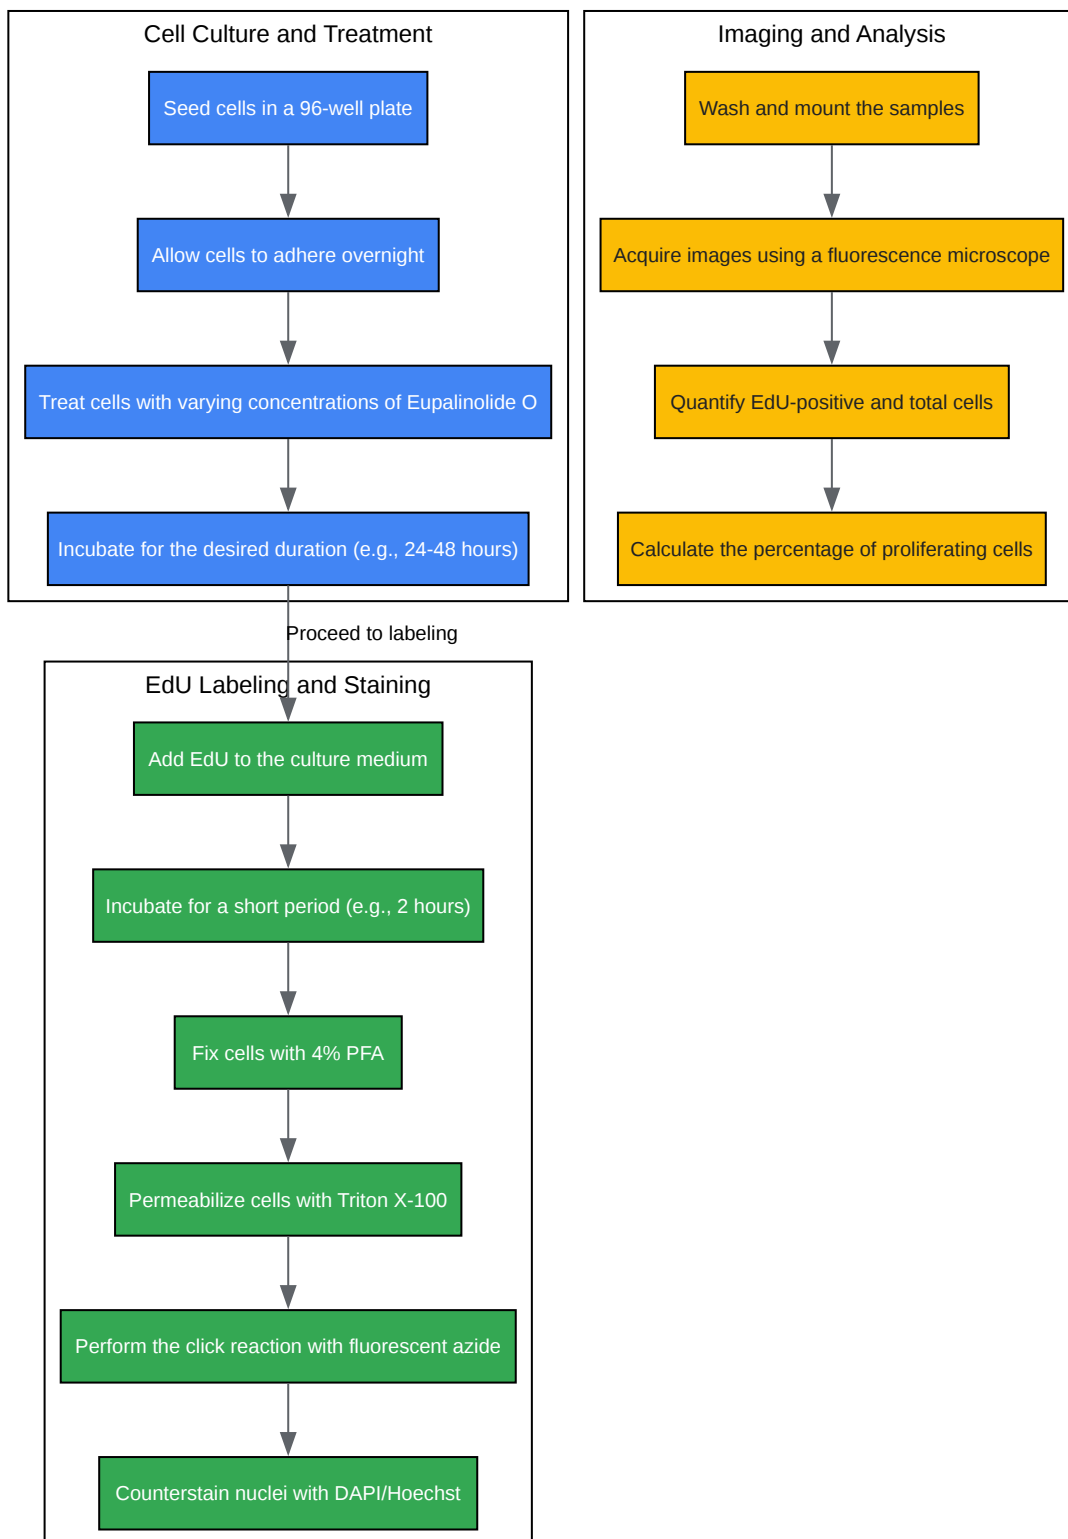 Cell Culture and Treatment
Seed cells in a 96-well plate
Allow cells to adhere overnight
Treat cells with varying concentrations of Eupalinolide O
Incubate for the desired duration (e.g., 24-48 hours)
Proceed to labeling
EdU Labeling and Staining
Add EdU to the culture medium
Incubate for a short period (e.g., 2 hours)
Fix cells with 4% PFA
Permeabilize cells with Triton X-100
Perform the click reaction with fluorescent azide
Counterstain nuclei with DAPI/Hoechst
Imaging and Analysis
Wash and mount the samples
Acquire images using a fluorescence microscope
Quantify EdU-positive and total cells
Calculate the percentage of proliferating cells